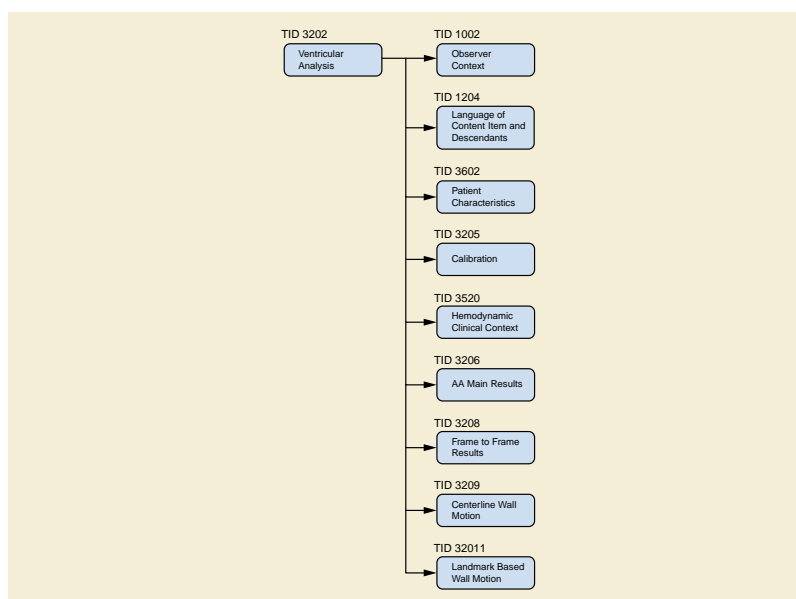 TID 3202
Ventricular
Analysis
TID 1002
Observer
Context
TID 1204
Language of
Content Item and
Descendants
TID 3602
Patient
Characteristics
TID 3205
Calibration
TID 3520
Hemodynamic
Clinical Context
TID 3206
AA Main Results
TID 3208
Frame to Frame
Results
TID 3209
Centerline Wall
Motion
TID 32011
Landmark Based
Wall Motion